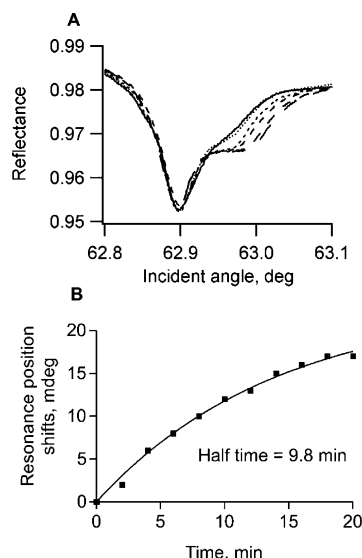 A
0.99
0.98
0.97
0.96
0.95
Reflectance
62.8 62.9 63.0 63.1
Incident angle, deg
B
20
15
10
5
0
Resonance position
shifts, mdeg
Half time = 9.8 min
0 5 10 15 20
Time, min